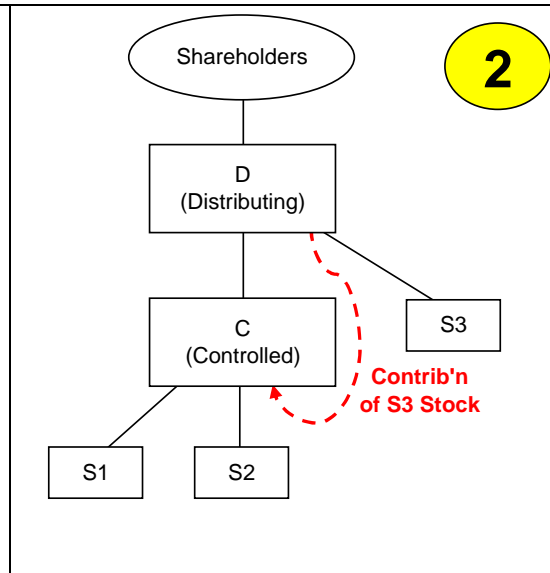 Shareholders
2
D
(Distributing)
S3
C
(Controlled)
Contrib'n
of S3 Stock
S1
S2